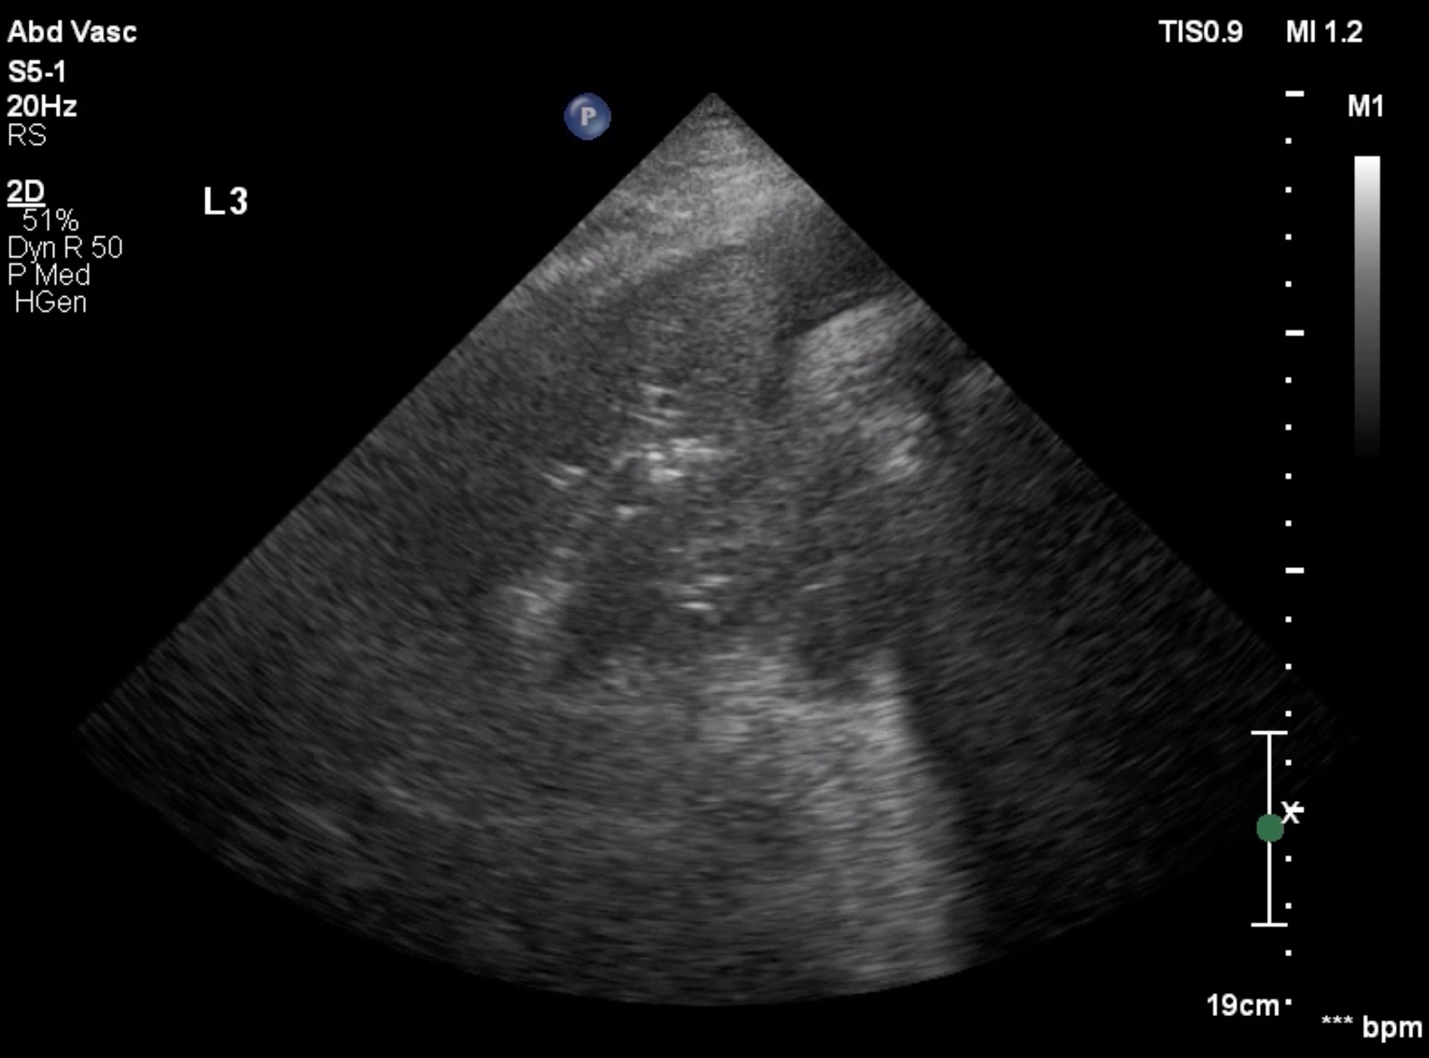 Abd Vasc
TIS0.9 MI 1.2
S5-1
20Hz
RS
M1
P
2D
51%
Dyn R 50
P Med
HGen
L3
X
19cm
*** bpm